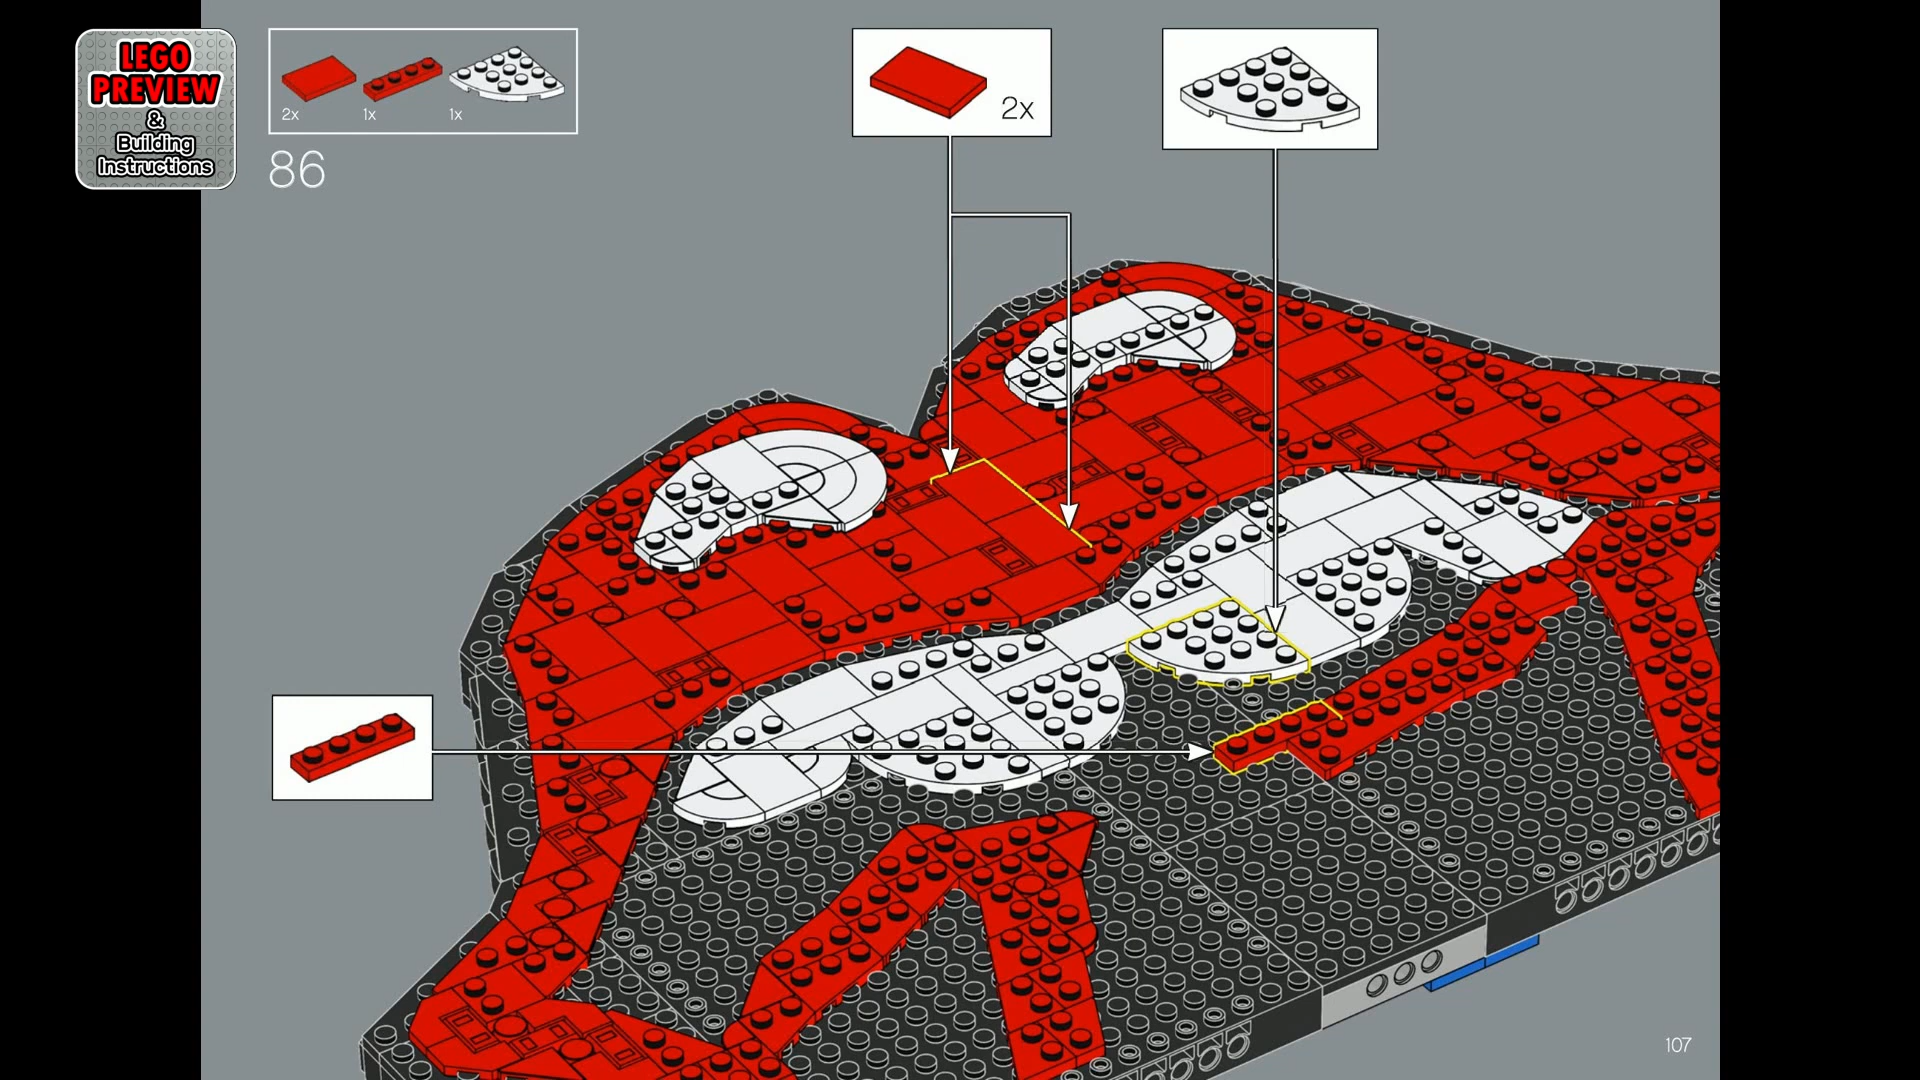 LEGO
PREVIEW
&
Building
Instructions
2x
1x
1x
86
2x
107